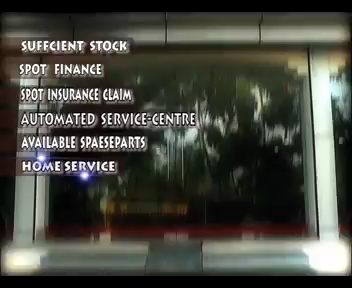 SUFFCIENT STOCK
SPOT FINANCE
SPOT INSURANCE CLAIM
AUTOMATED SERVICE-CENTRE
AVAILABLE SPAESEPARTS
HOME SERVICE